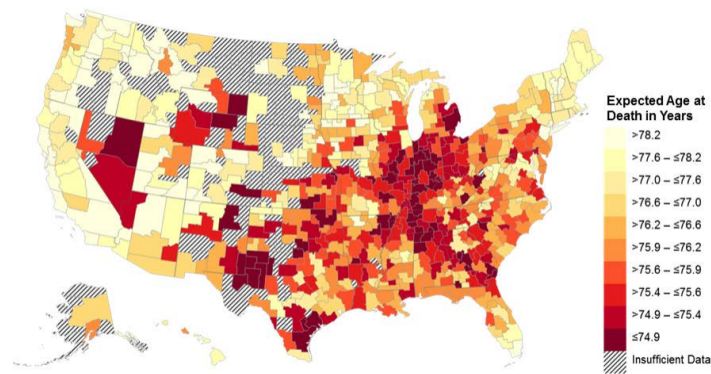 Expected Age at
Death in Years
>78.2
>77.6 – ≤78.2
>77.0 – ≤77.6
>76.6 – ≤77.0
>76.2 – ≤76.6
>75.9 – ≤76.2
>75.6 – ≤75.9
>75.4 – ≤75.6
>74.9 – ≤75.4
≤74.9
Insufficient Data